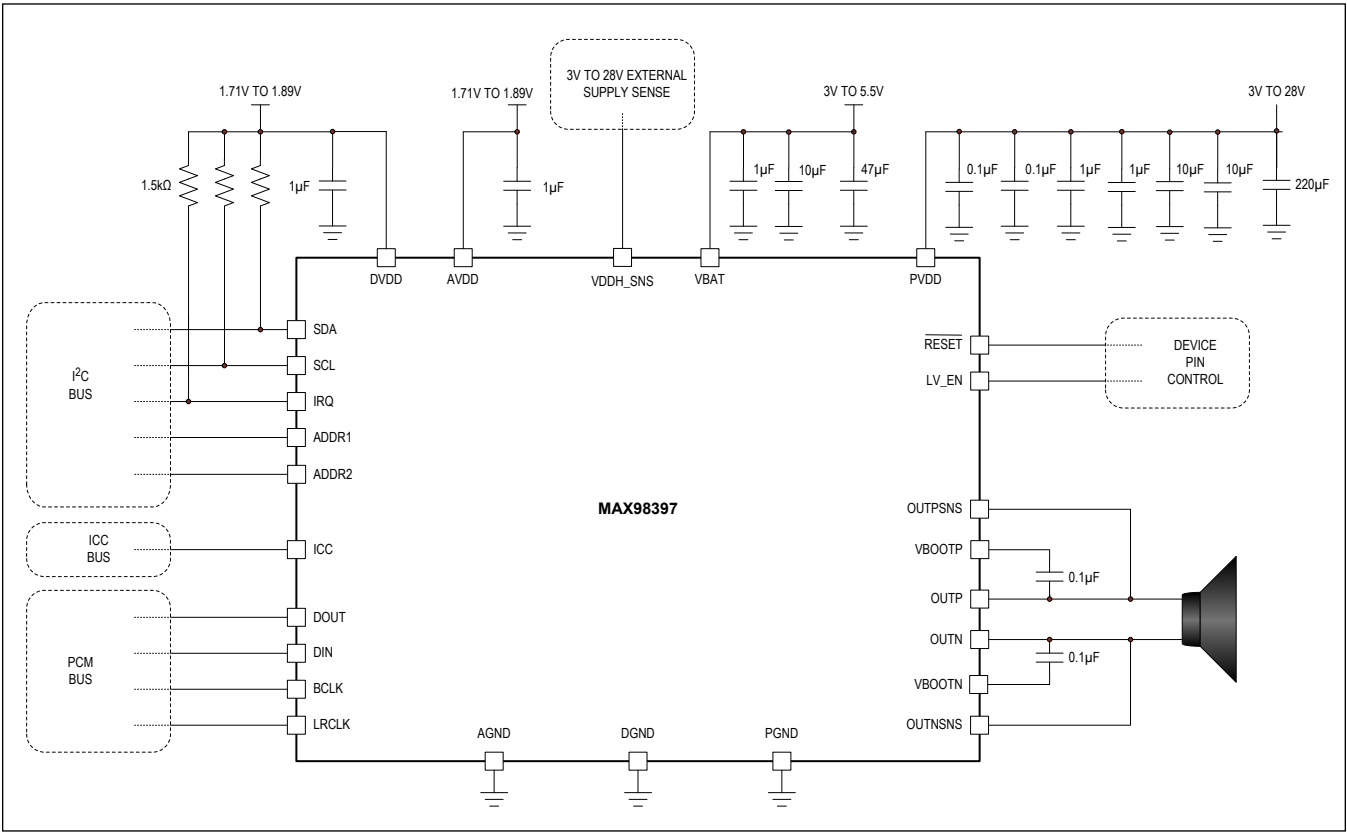 3V TO 28V EXTERNAL
SUPPLY SENSE
1.71V TO 1.89V
1.71V TO 1.89V
3V TO 5.5V
3V TO 28V
1.5kΩ
1µF
1µF
1µF
10µF
47µF
0.1µF
0.1µF
1µF
1µF
10µF
10µF
220µF
DVDD
AVDD
VDDH_SNS
VBAT
PVDD
I2C
BUS
SDA
SCL
IRQ
ADDR1
ADDR2
ICC
BUS
ICC
PCM
BUS
DOUT
DIN
BCLK
LRCLK
MAX98397
RESET
LV_EN
DEVICE
PIN
CONTROL
OUTPSNS
VBOOTP
0.1µF
OUTP
OUTN
0.1µF
VBOOTN
OUTNSNS
AGND
DGND
PGND